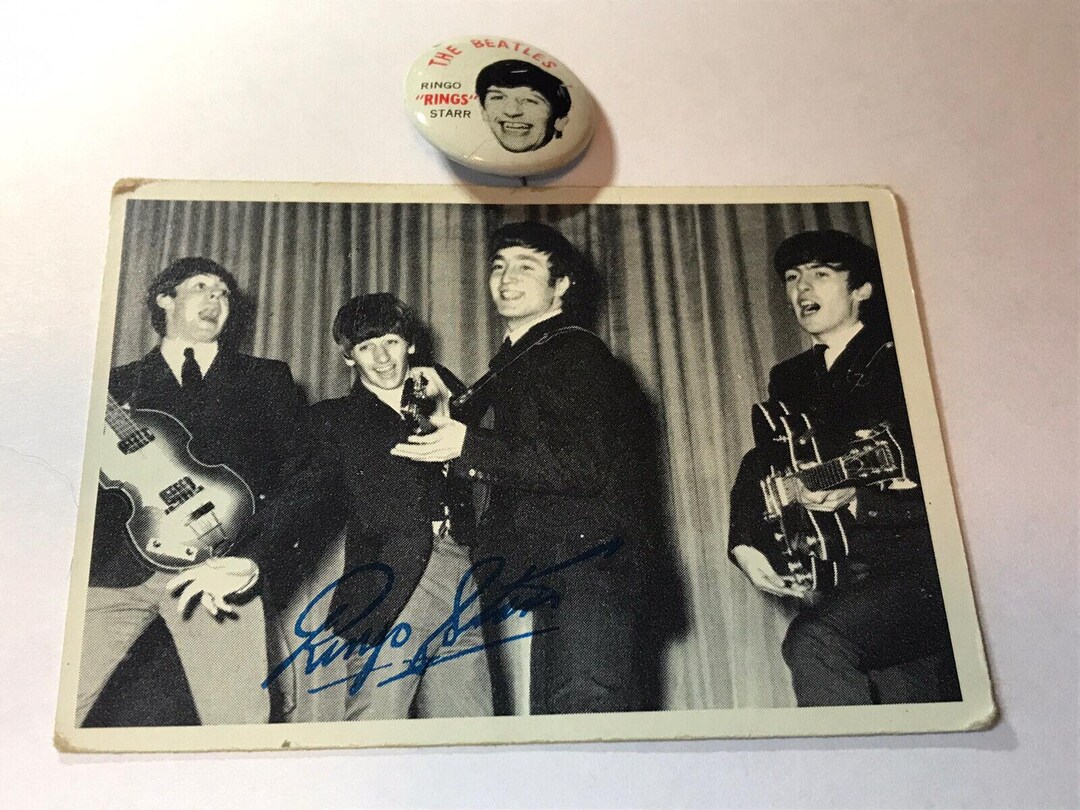 THE BEATLES
RINGO
"RINGS"
STARR
Ringo Starr